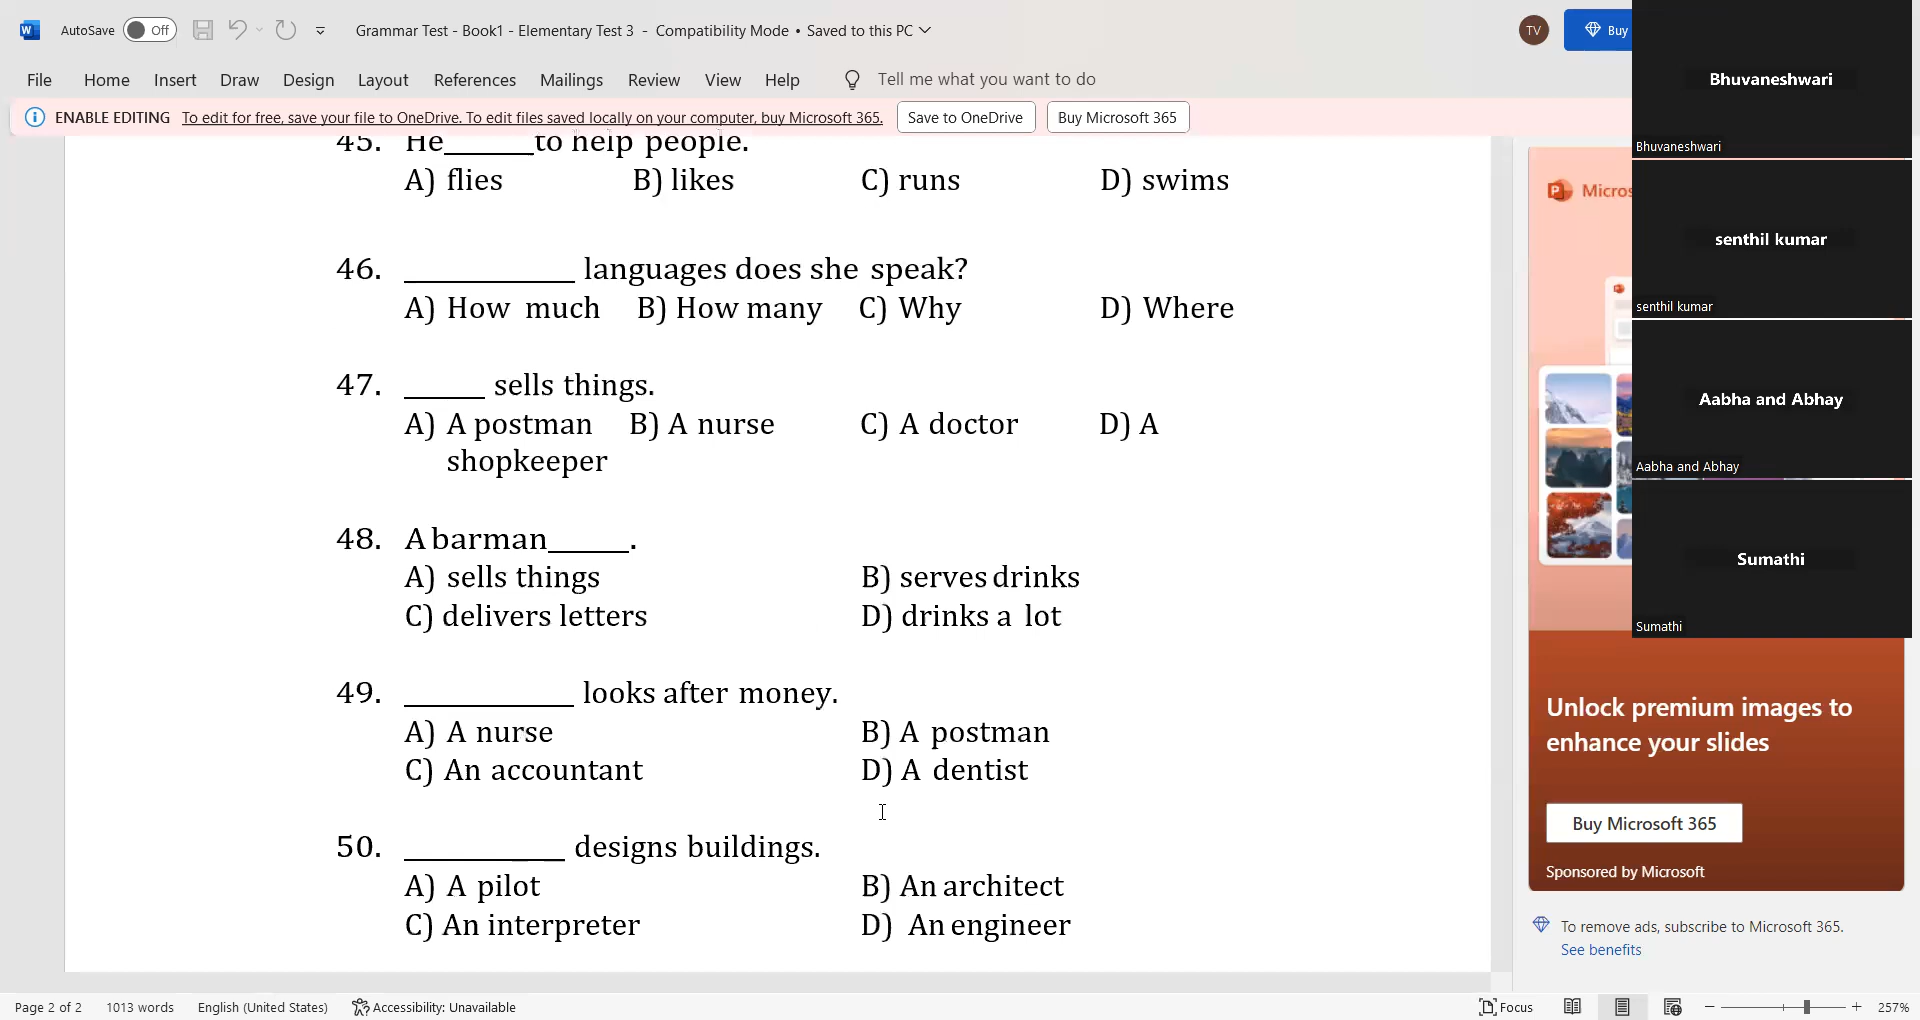 AutoSave Off Grammar Test - Book1 - Elementary Test 3 - Compatibility Mode • Saved to this PC TV Buy
File Home Insert Draw Design Layout References Mailings Review View Help Tell me what you want to do
ENABLE EDITING To edit for free, save your file to OneDrive. To edit files saved locally on your computer, buy Microsoft 365. Save to OneDrive Buy Microsoft 365
45. He______to help people.
A) flies B) likes C) runs D) swims
46. ___________ languages does she speak?
A) How much B) How many C) Why D) Where
47. _____ sells things.
A) A postman B) A nurse C) A doctor D) A
shopkeeper
48. A barman_____.
A) sells things B) serves drinks
C) delivers letters D) drinks a lot
49. ___________ looks after money.
A) A nurse B) A postman
C) An accountant D) A dentist
50. __________ designs buildings.
A) A pilot B) An architect
C) An interpreter D) An engineer
Bhuvaneshwari
Bhuvaneshwari
senthil kumar
senthil kumar
Aabha and Abhay
Aabha and Abhay
Sumathi
Sumathi
Unlock premium images to
enhance your slides
Buy Microsoft 365
Sponsored by Microsoft
To remove ads, subscribe to Microsoft 365.
See benefits
Page 2 of 2 1013 words English (United States) Accessibility: Unavailable Focus 257%